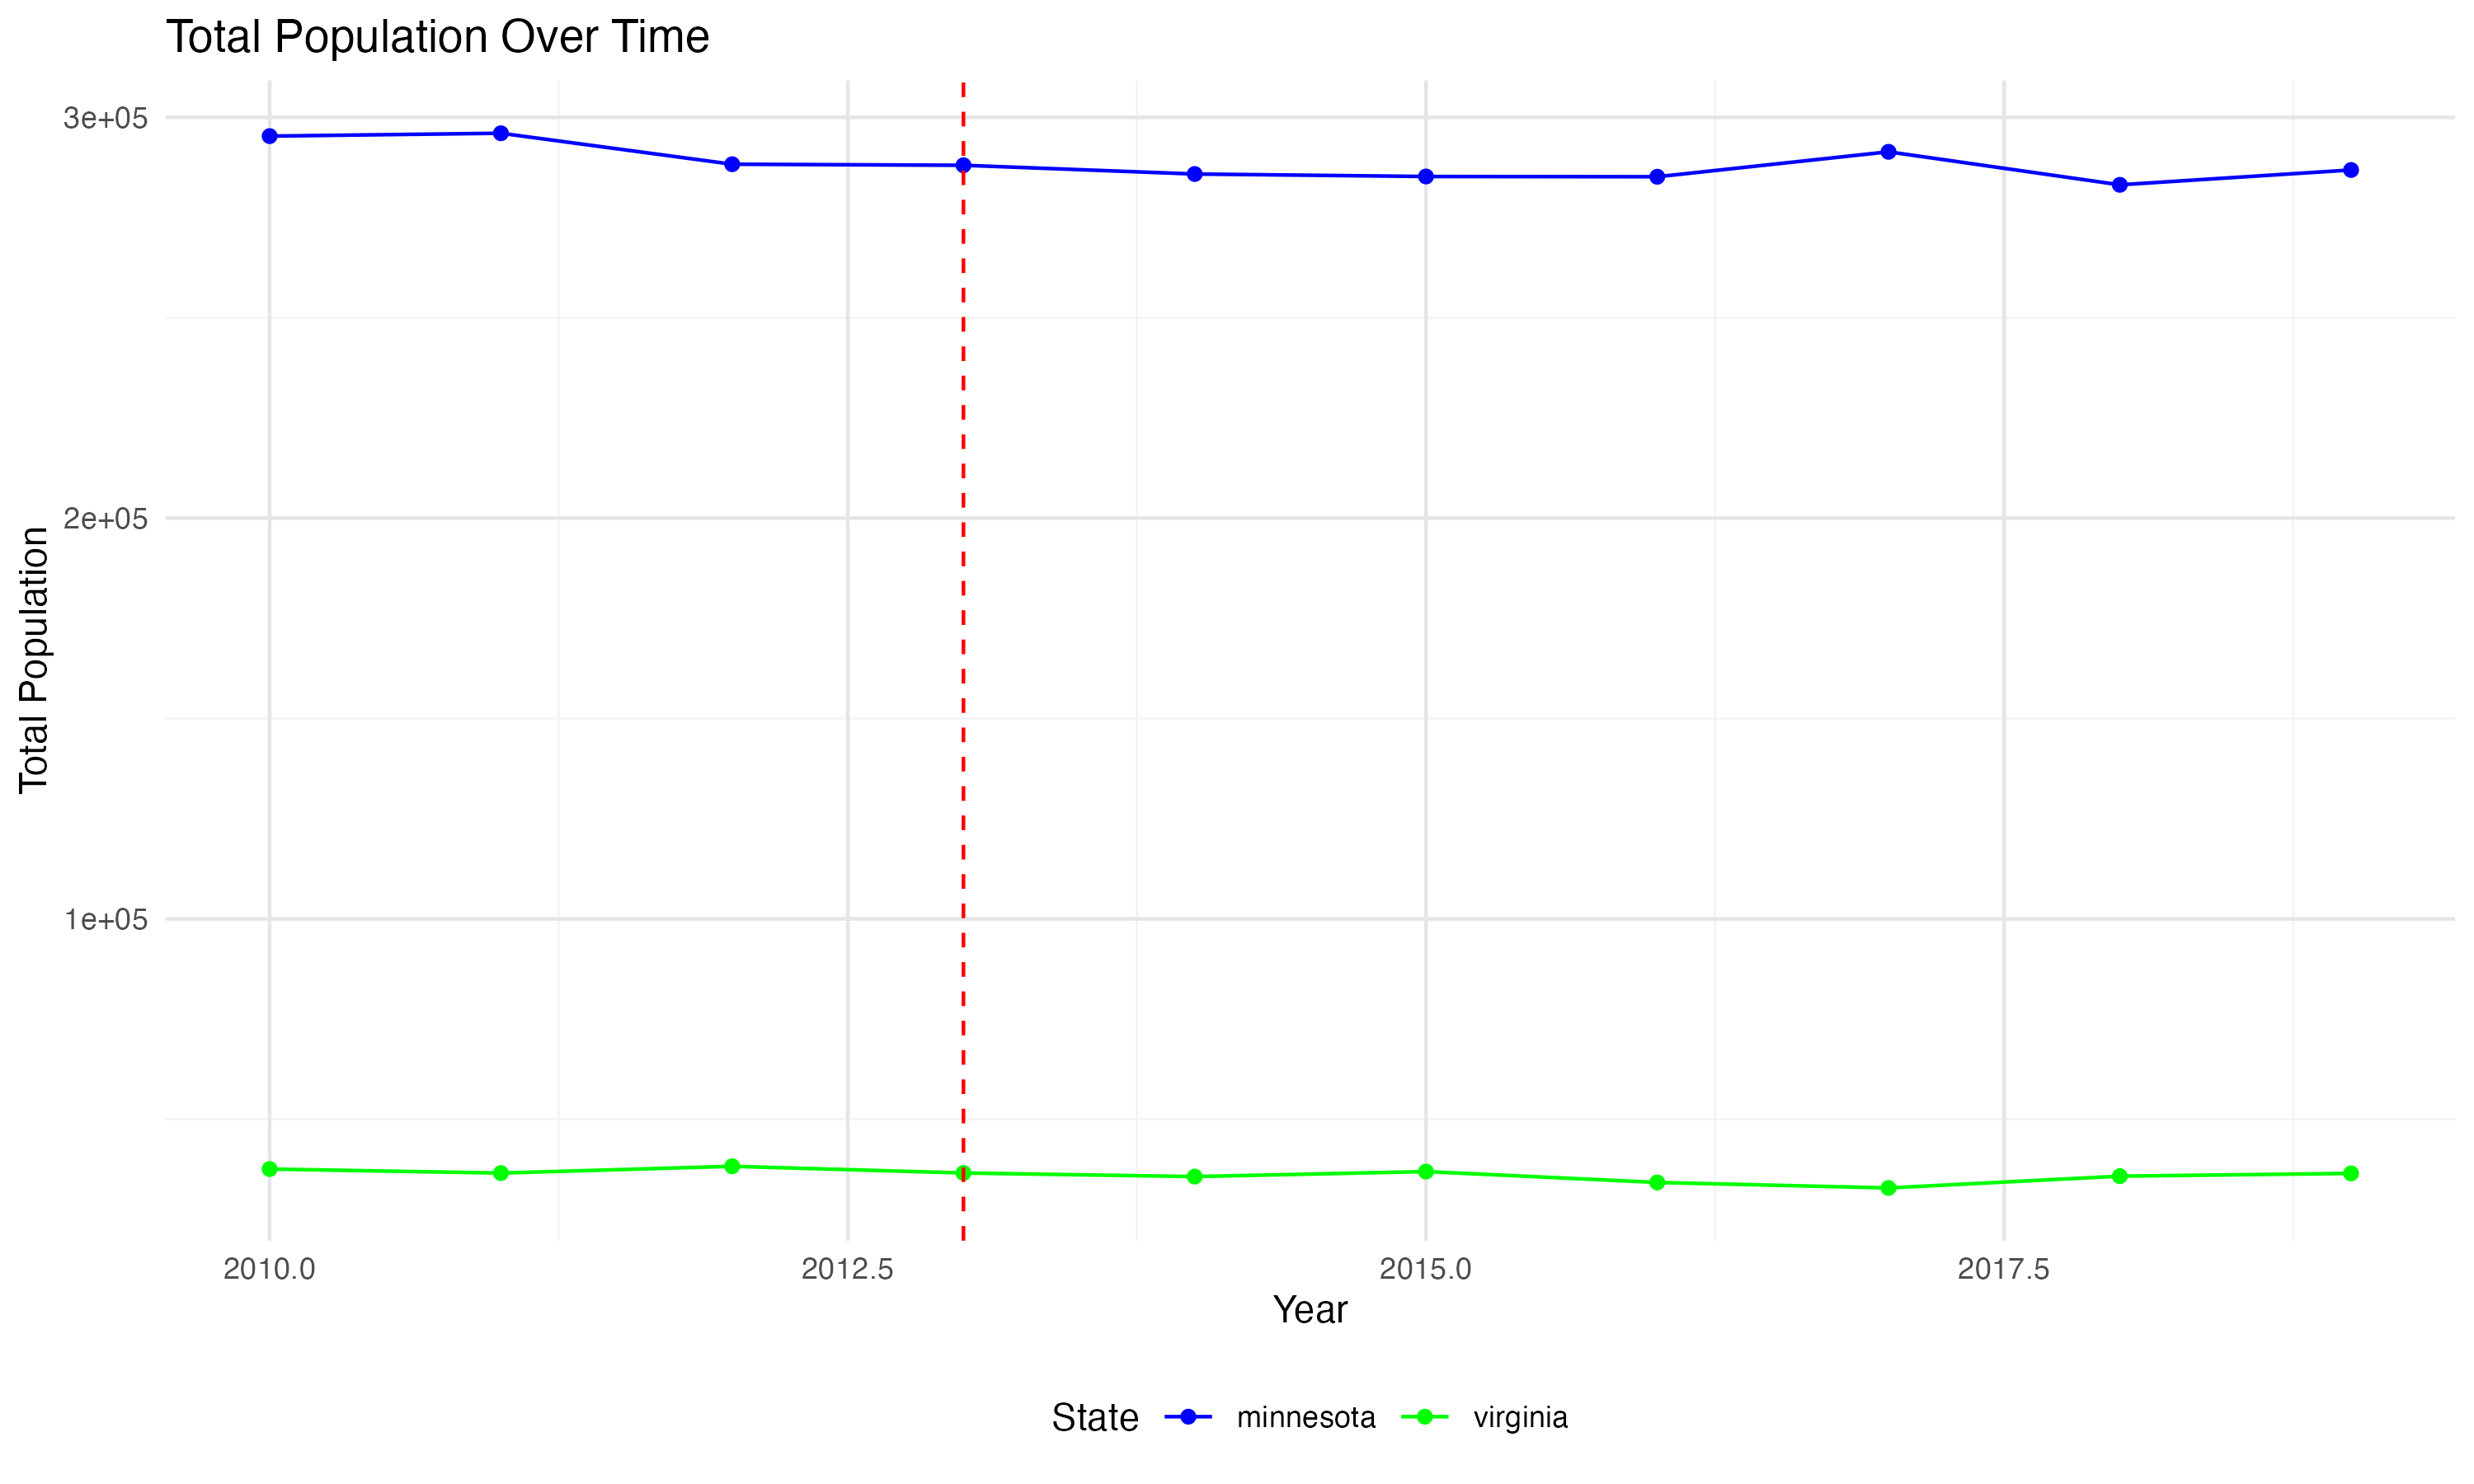 Total Population Over Time
3e+05
2e+05
1e+05
Total Population
2010.0 2012.5 2015.0 2017.5
Year
State minnesota virginia